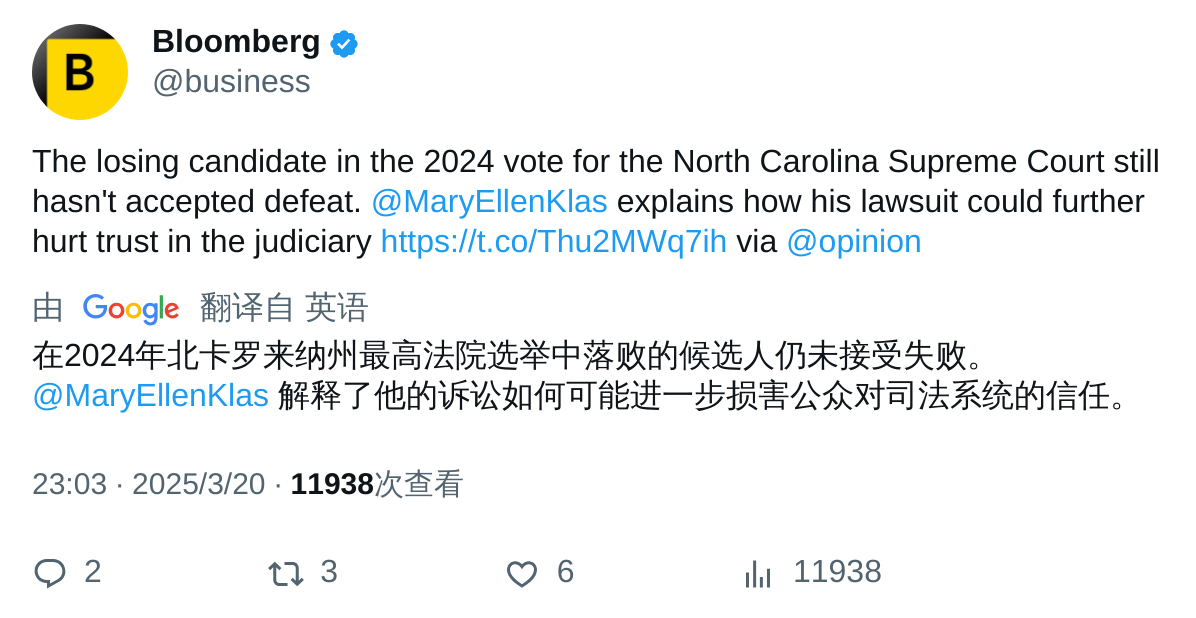 B
Bloomberg
@business
The losing candidate in the 2024 vote for the North Carolina Supreme Court still
hasn't accepted defeat. @MaryEllenKlas explains how his lawsuit could further
hurt trust in the judiciary https://t.co/Thu2MWq7ih via @opinion
由 Google 翻译自 英语
在2024年北卡罗来纳州最高法院选举中落败的候选人仍未接受失败。
@MaryEllenKlas 解释了他的诉讼如何可能进一步损害公众对司法系统的信任。
23:03 · 2025/3/20 · 11938次查看
2 3 6 11938